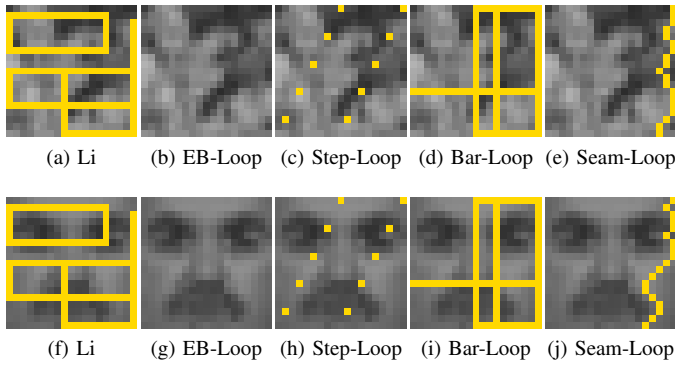 (a) Li (b) EB-Loop (c) Step-Loop (d) Bar-Loop (e) Seam-Loop
(f) Li (g) EB-Loop (h) Step-Loop (i) Bar-Loop (j) Seam-Loop